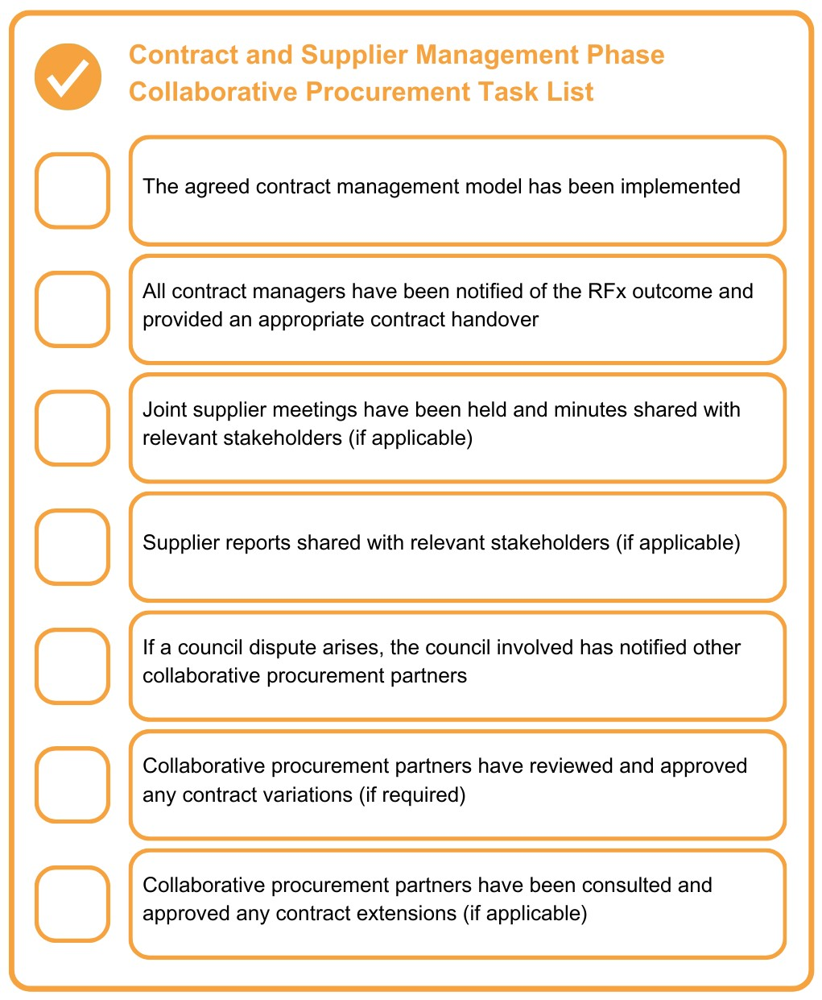 Contract and Supplier Management Phase
Collaborative Procurement Task List
The agreed contract management model has been implemented
All contract managers have been notified of the RFx outcome and
provided an appropriate contract handover
Joint supplier meetings have been held and minutes shared with
relevant stakeholders (if applicable)
Supplier reports shared with relevant stakeholders (if applicable)
If a council dispute arises, the council involved has notified other
collaborative procurement partners
Collaborative procurement partners have reviewed and approved
any contract variations (if required)
Collaborative procurement partners have been consulted and
approved any contract extensions (if applicable)